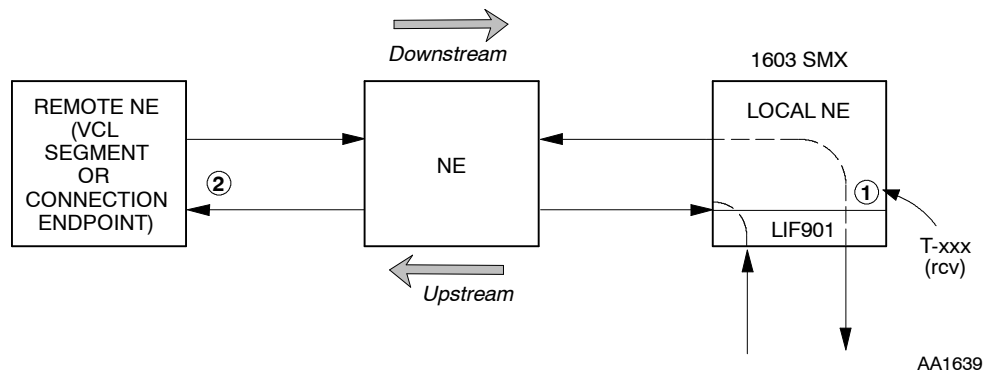 Downstream
1603 SMX
REMOTE NE
(VCL
SEGMENT
OR
CONNECTION
ENDPOINT)
2
NE
LOCAL NE
1
LIF901
T-xxx
(rcv)
Upstream
AA1639